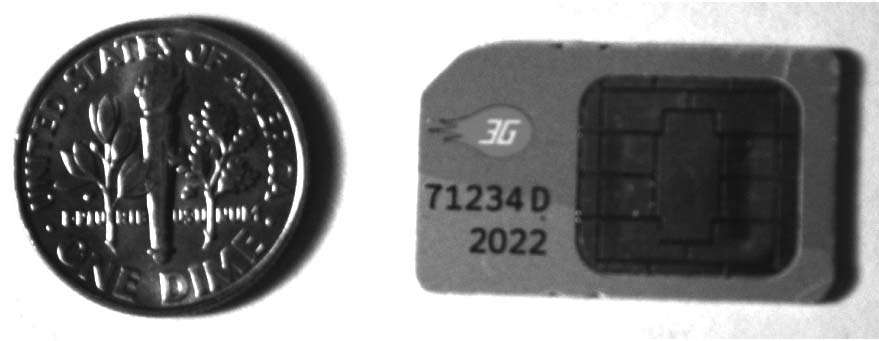 UNITED STATES OF AMERICA
E PLURIBUS UNUM
ONE DIME
3G
71234 D
2022